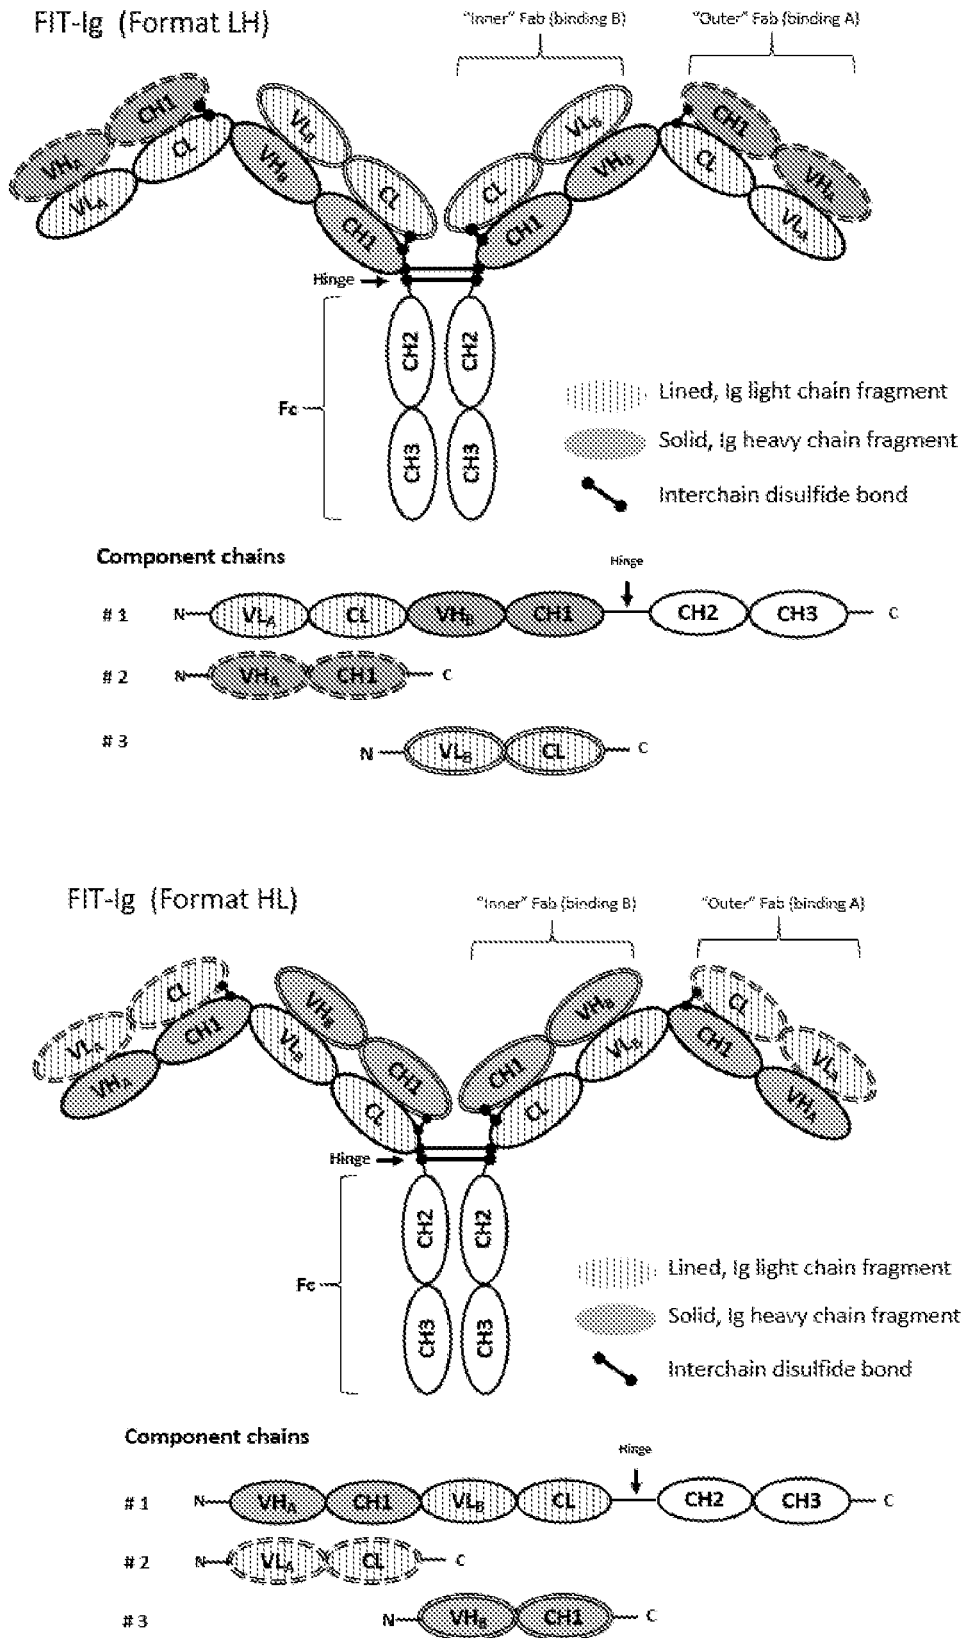 FIT-Ig (Format LH)
"Inner" Fab (binding B)
"Outer" Fab (binding A)
CH1
VHA
CL
VLA
VLB
VHB
CL
CH1
VLB
CL
VHB
CH1
CH1
CL
VHA
VLA
Hinge
CH2
CH2
Fc
CH3
CH3
Lined, Ig light chain fragment
Solid, Ig heavy chain fragment
Interchain disulfide bond
Component chains
Hinge
# 1 N VLA CL VHB CH1 CH2 CH3 C
# 2 N VHA CH1 C
# 3 N VLB CL C
FIT-Ig (Format HL)
"Inner" Fab (binding B)
"Outer" Fab (binding A)
CL
VLA
CH1
VHA
VHB
VLB
CH1
CL
VHB
CH1
VLB
CL
CL
CH1
VLA
VHA
Hinge
CH2
CH2
Fc
CH3
CH3
Lined, Ig light chain fragment
Solid, Ig heavy chain fragment
Interchain disulfide bond
Component chains
Hinge
# 1 N VHA CH1 VLB CL CH2 CH3 C
# 2 N VLA CL C
# 3 N VHB CH1 C